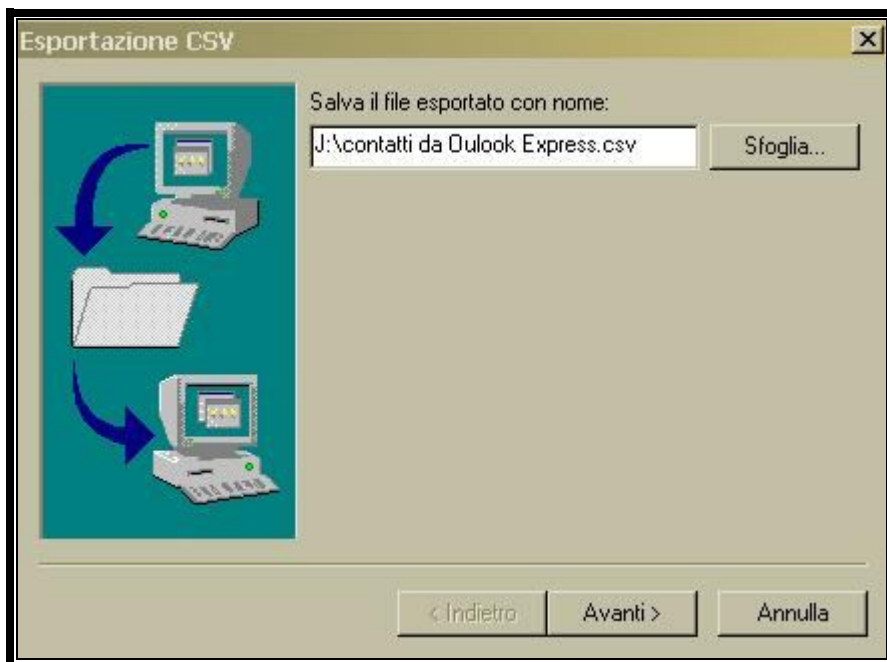 Esportazione CSV
Salva il file esportato con nome:
J:\contatti da Oulook Express.csv
Sfoglia...
< Indietro
Avanti >
Annulla